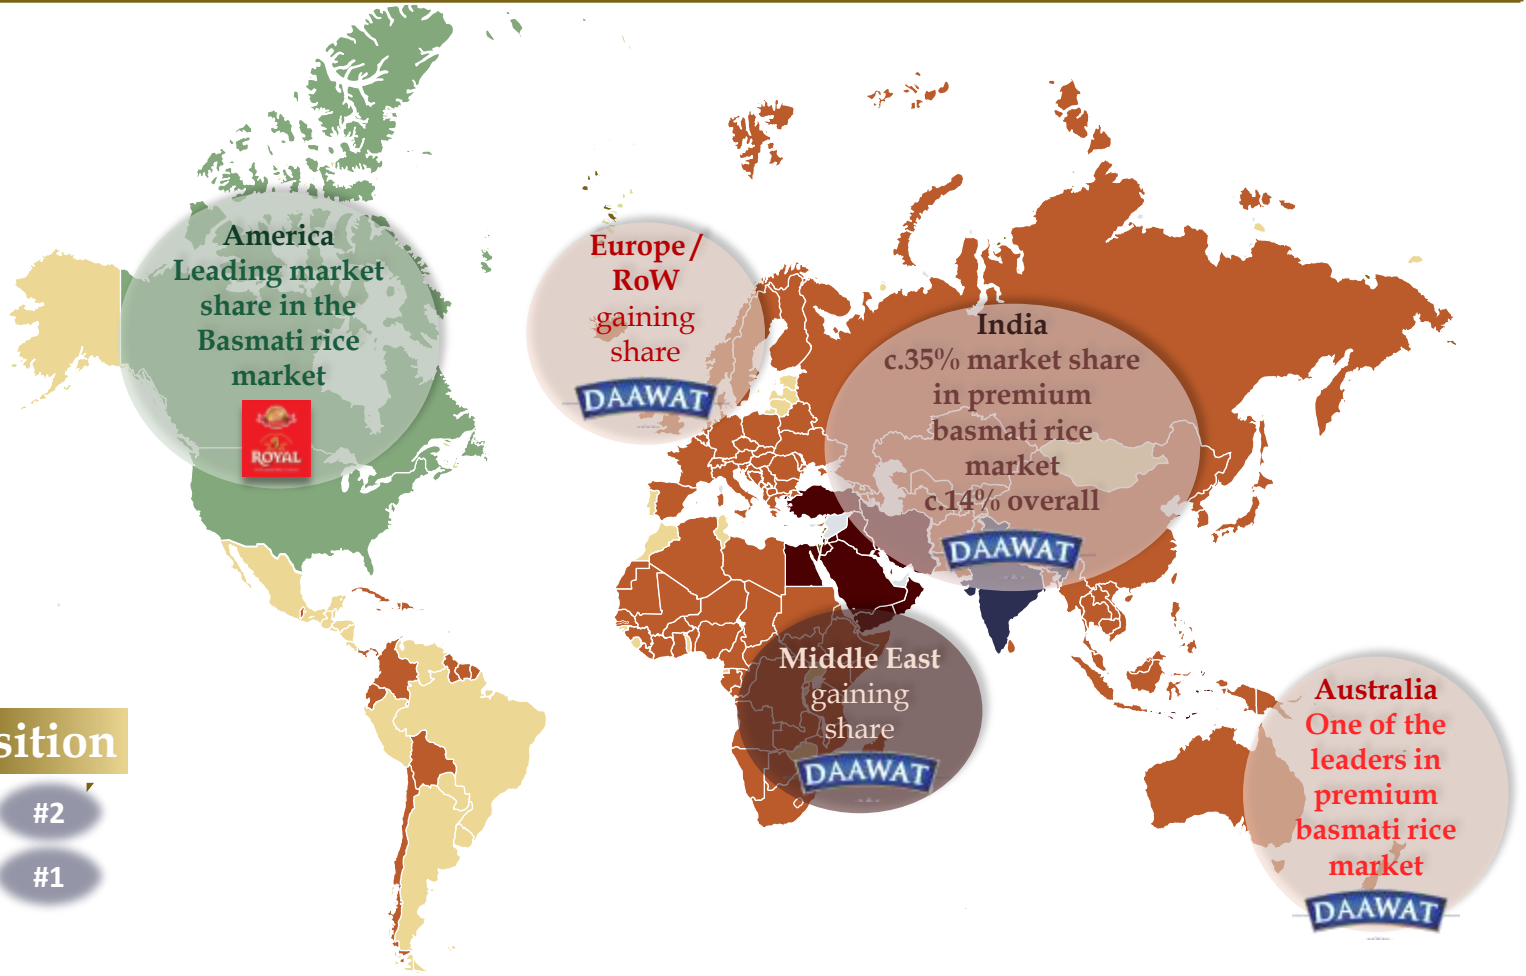 America
Leading market
share in the
Basmati rice
market
ROYAL
Europe /
RoW
gaining
share
DAAWAT
India
c.35% market share
in premium
basmati rice
market
c.14% overall
DAAWAT
Middle East
gaining
share
DAAWAT
Australia
One of the
leaders in
premium
basmati rice
market
DAAWAT
sition
#2
#1